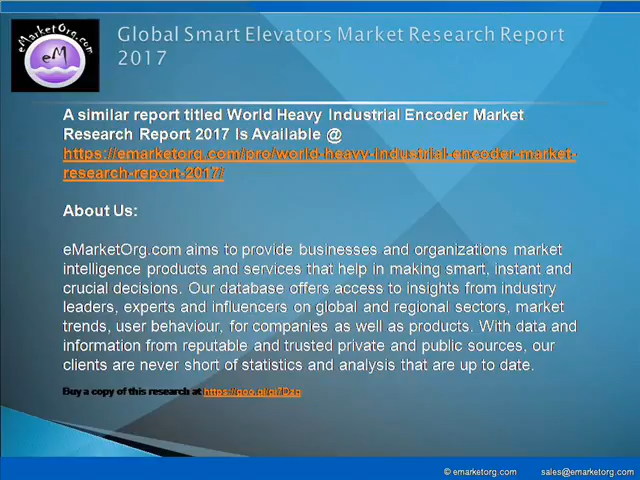 eMarketOrg.com
eM
Global Smart Elevators Market Research Report
2017
A similar report titled World Heavy Industrial Encoder Market
Research Report 2017 Is Available @
https://emarketorg.com/pro/world-heavy-industrial-encoder-market-
research-report-2017/
About Us:
eMarketOrg.com aims to provide businesses and organizations market
intelligence products and services that help in making smart, instant and
crucial decisions. Our database offers access to insights from industry
leaders, experts and influencers on global and regional sectors, market
trends, user behaviour, for companies as well as products. With data and
information from reputable and trusted private and public sources, our
clients are never short of statistics and analysis that are up to date.
Buy a copy of this research at
© emarketorg.com sales@emarketorg.com